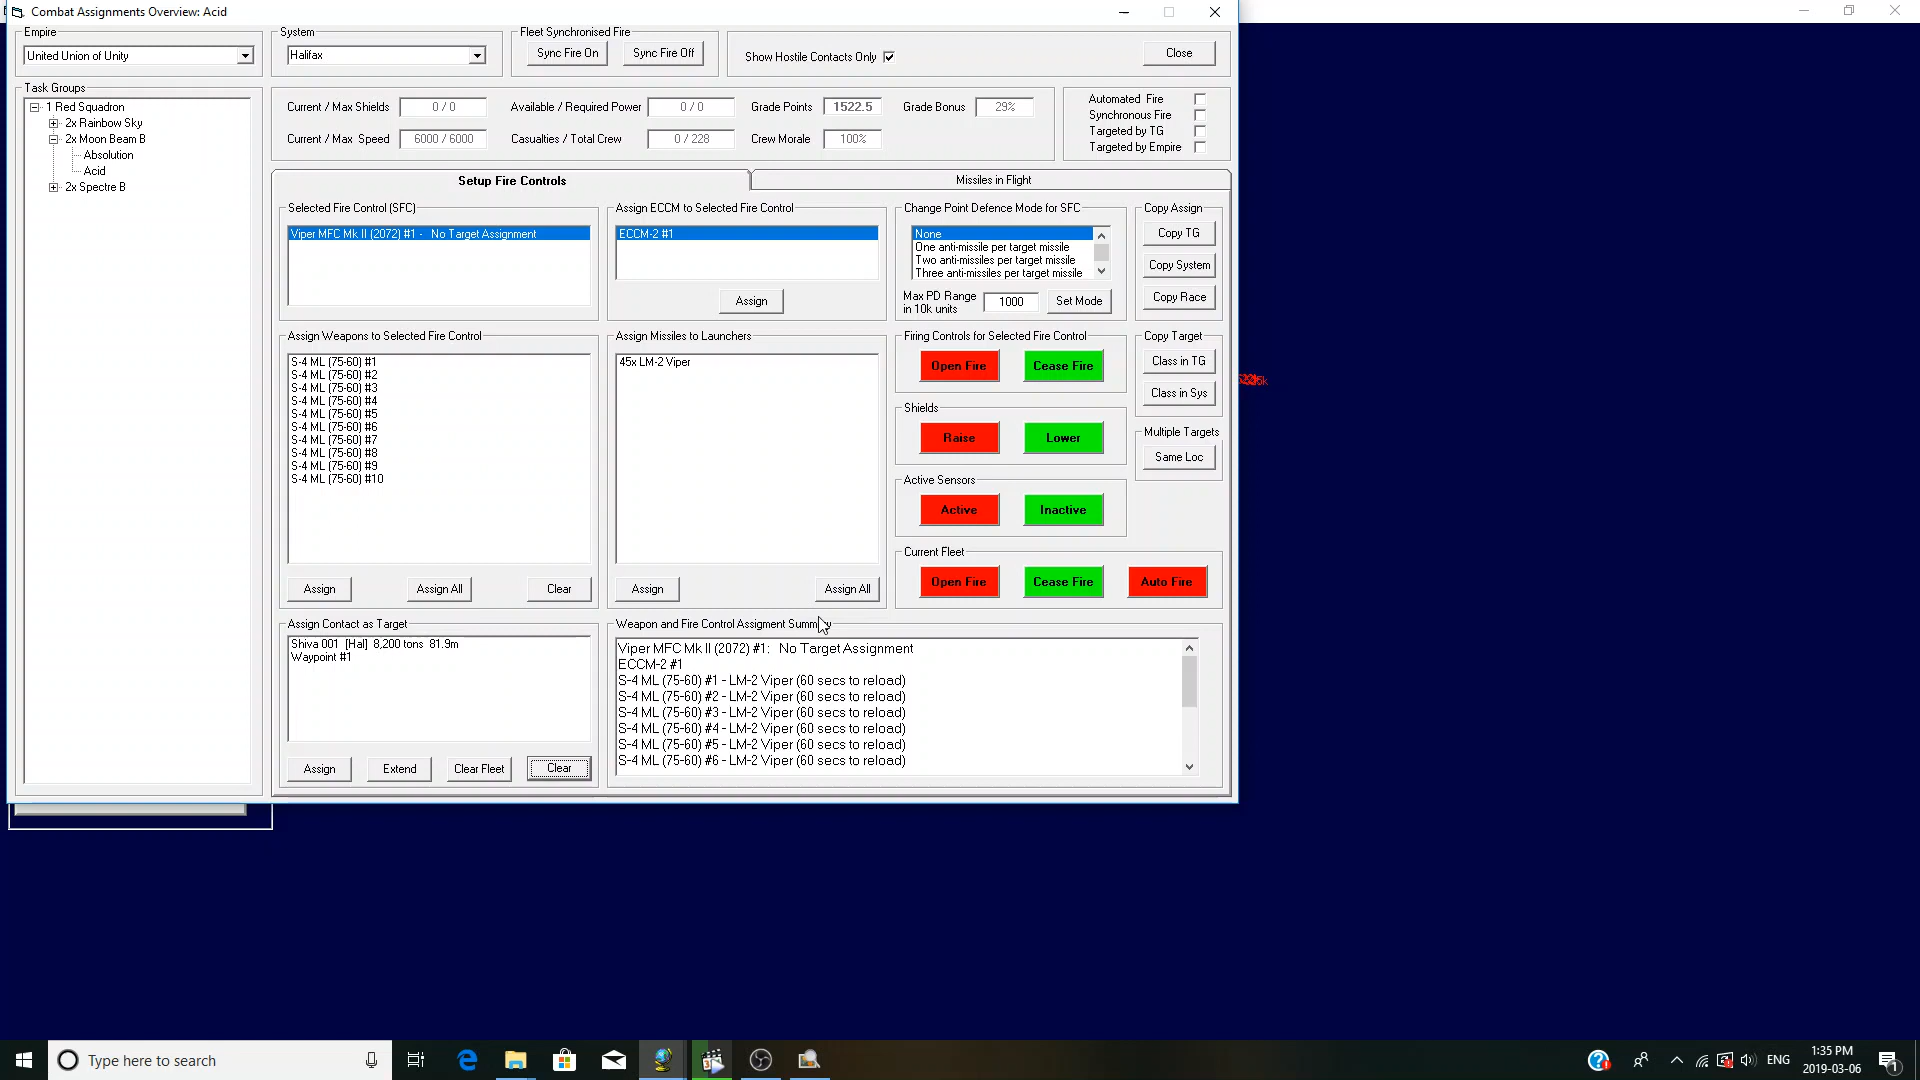 Combat Assignments Overview: Acid
Empire
United Union of Unity
System
Halifax
Fleet Synchronised Fire
Sync Fire On
Sync Fire Off
Show Hostile Contacts Only
Close
Task Groups
1 Red Squadron
2x Rainbow Sky
2x Moon Beam B
Absolution
Acid
2x Spectre B
Current / Max Shields
0 / 0
Available / Required Power
0 / 0
Grade Points
1522.5
Grade Bonus
29%
Current / Max Speed
6000 / 6000
Casualties / Total Crew
0 / 228
Crew Morale
100%
Automated Fire
Synchronous Fire
Targeted by TG
Targeted by Empire
Setup Fire Controls
Missiles in Flight
Selected Fire Control (SFC)
Viper MFC Mk II (2072) #1 - No Target Assignment
Assign ECCM to Selected Fire Control
ECCM-2 #1
Assign
Change Point Defence Mode for SFC
None
One anti-missile per target missile
Two anti-missiles per target missile
Three anti-missiles per target missile
Max PD Range
in 10k units
1000
Set Mode
Copy Assign
Copy TG
Copy System
Copy Race
Assign Weapons to Selected Fire Control
S-4 ML (75-60) #1
S-4 ML (75-60) #2
S-4 ML (75-60) #3
S-4 ML (75-60) #4
S-4 ML (75-60) #5
S-4 ML (75-60) #6
S-4 ML (75-60) #7
S-4 ML (75-60) #8
S-4 ML (75-60) #9
S-4 ML (75-60) #10
Assign
Assign All
Clear
Assign Missiles to Launchers
45x LM-2 Viper
Assign
Assign All
Firing Controls for Selected Fire Control
Open Fire
Cease Fire
Shields
Raise
Lower
Active Sensors
Active
Inactive
Current Fleet
Open Fire
Cease Fire
Auto Fire
Copy Target
Class in TG
Class in Sys
Multiple Targets
Same Loc
Assign Contact as Target
Shiva 001 [Hal] 8,200 tons 81.9m
Waypoint #1
Assign
Extend
Clear Fleet
Clear
Weapon and Fire Control Assigment Summary
Viper MFC Mk II (2072) #1: No Target Assignment
ECCM-2 #1
S-4 ML (75-60) #1 - LM-2 Viper (60 secs to reload)
S-4 ML (75-60) #2 - LM-2 Viper (60 secs to reload)
S-4 ML (75-60) #3 - LM-2 Viper (60 secs to reload)
S-4 ML (75-60) #4 - LM-2 Viper (60 secs to reload)
S-4 ML (75-60) #5 - LM-2 Viper (60 secs to reload)
S-4 ML (75-60) #6 - LM-2 Viper (60 secs to reload)
Type here to search
ENG
1:35 PM
2019-03-06